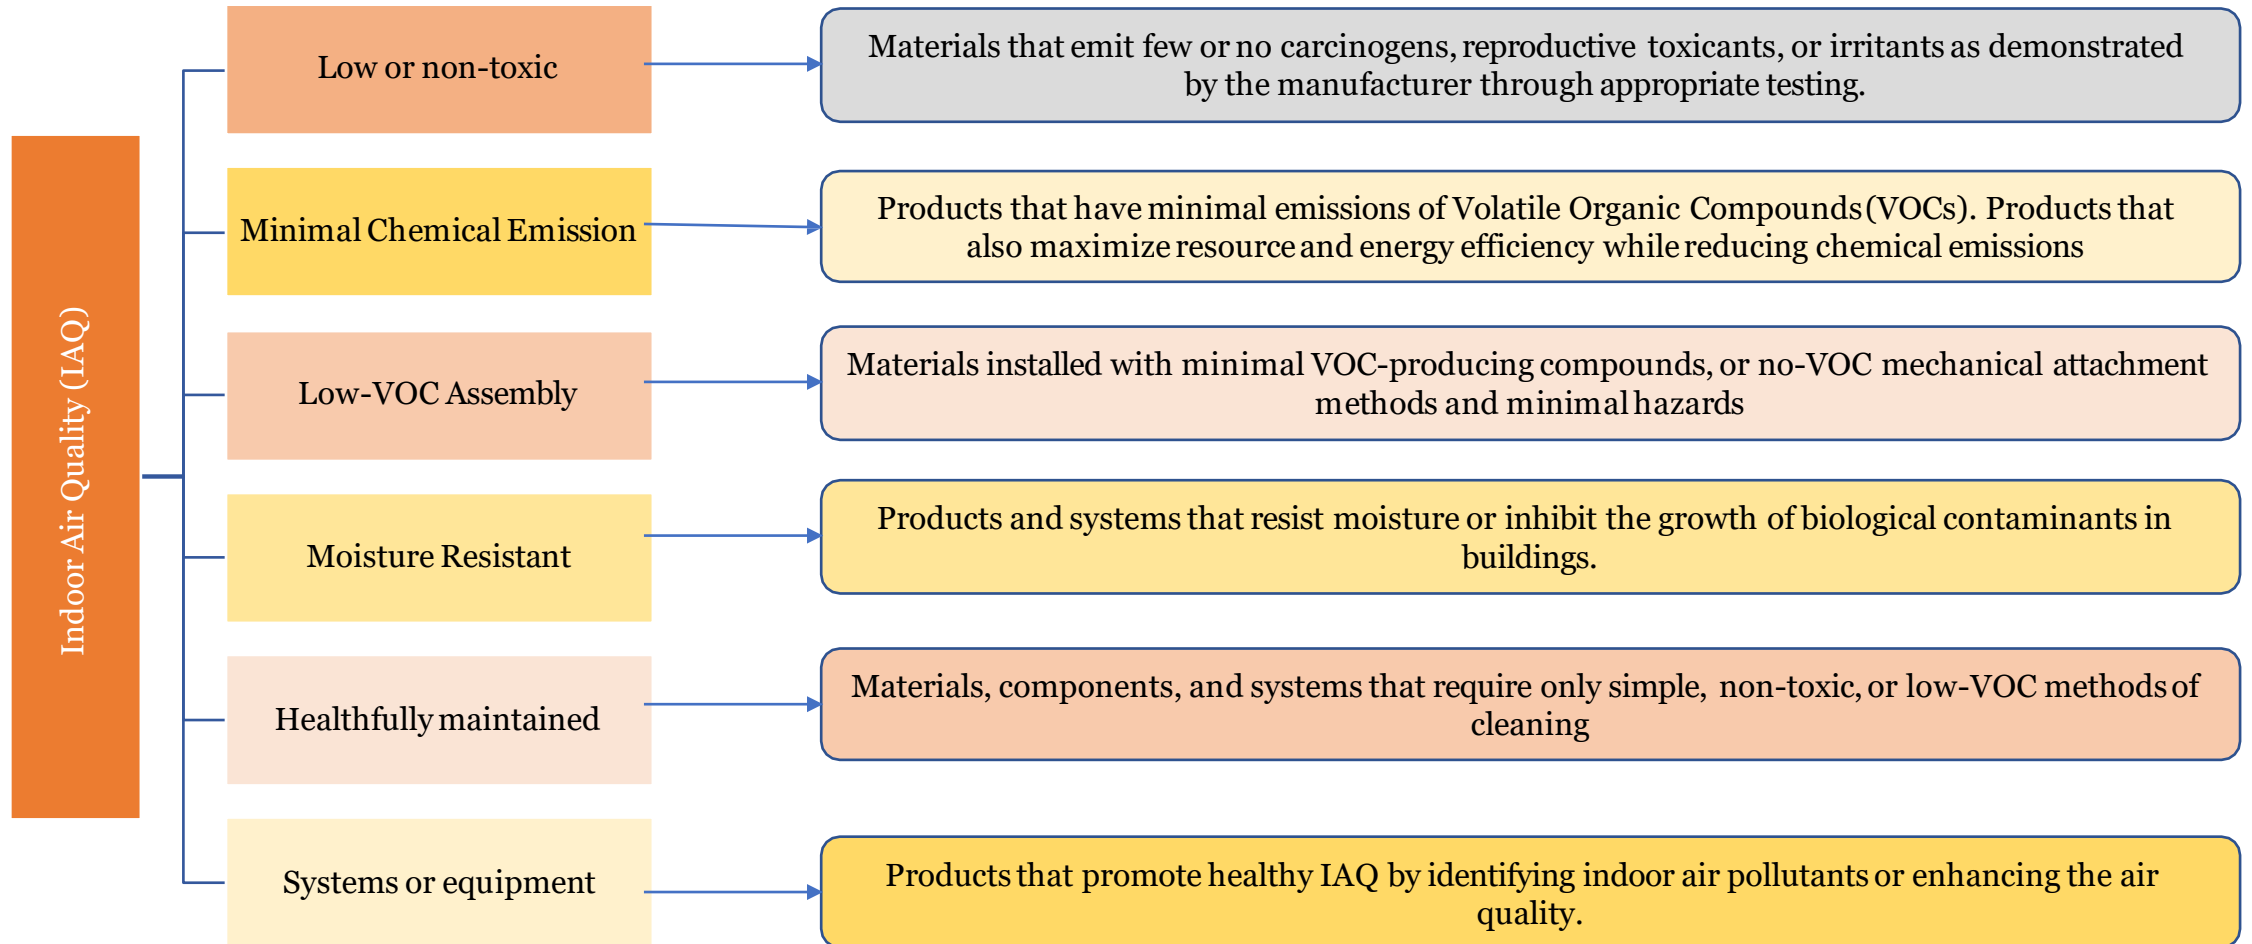 Indoor Air Quality (IAQ)
Low or non-toxic
Materials that emit few or no carcinogens, reproductive toxicants, or irritants as demonstrated
by the manufacturer through appropriate testing.
Minimal Chemical Emission
Products that have minimal emissions of Volatile Organic Compounds (VOCs). Products that
also maximize resource and energy efficiency while reducing chemical emissions
Low-VOC Assembly
Materials installed with minimal VOC-producing compounds, or no-VOC mechanical attachment
methods and minimal hazards
Moisture Resistant
Products and systems that resist moisture or inhibit the growth of biological contaminants in
buildings.
Healthfully maintained
Materials, components, and systems that require only simple, non-toxic, or low-VOC methods of
cleaning
Systems or equipment
Products that promote healthy IAQ by identifying indoor air pollutants or enhancing the air
quality.